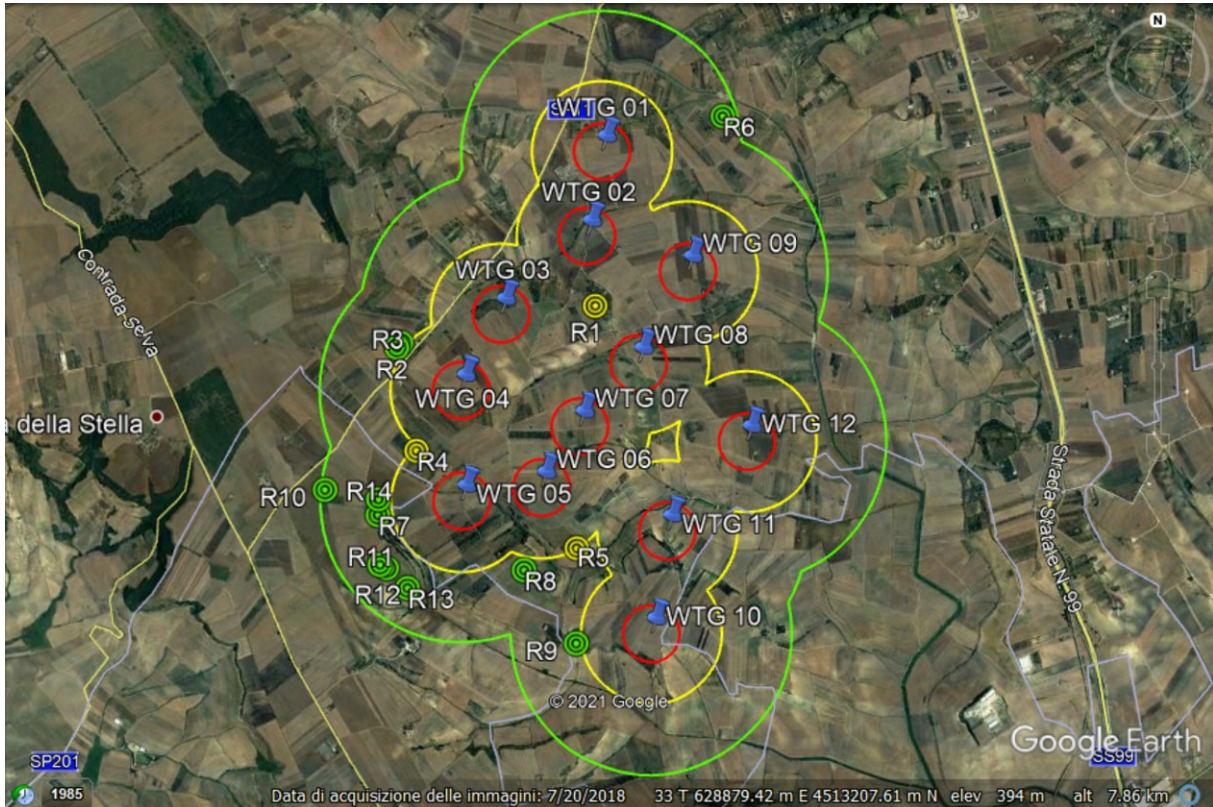 N
WTG 01
R6
WTG 02
WTG 09
Contrada Selva
WTG 03
R1
R3
WTG 08
R2
WTG 04
WTG 07
a della Stella
WTG 12
R4
WTG 06
R10
R14
WTG 05
Strada Statale N. 99
R7
WTG 11
R5
R11
R8
R12
R13
WTG 10
R9
© 2021 Google
Google Earth
SP201
SS99
1985
Data di acquisizione delle immagini: 7/20/2018 33 T 628879.42 m E 4513207.61 m N elev 394 m alt 7.86 km